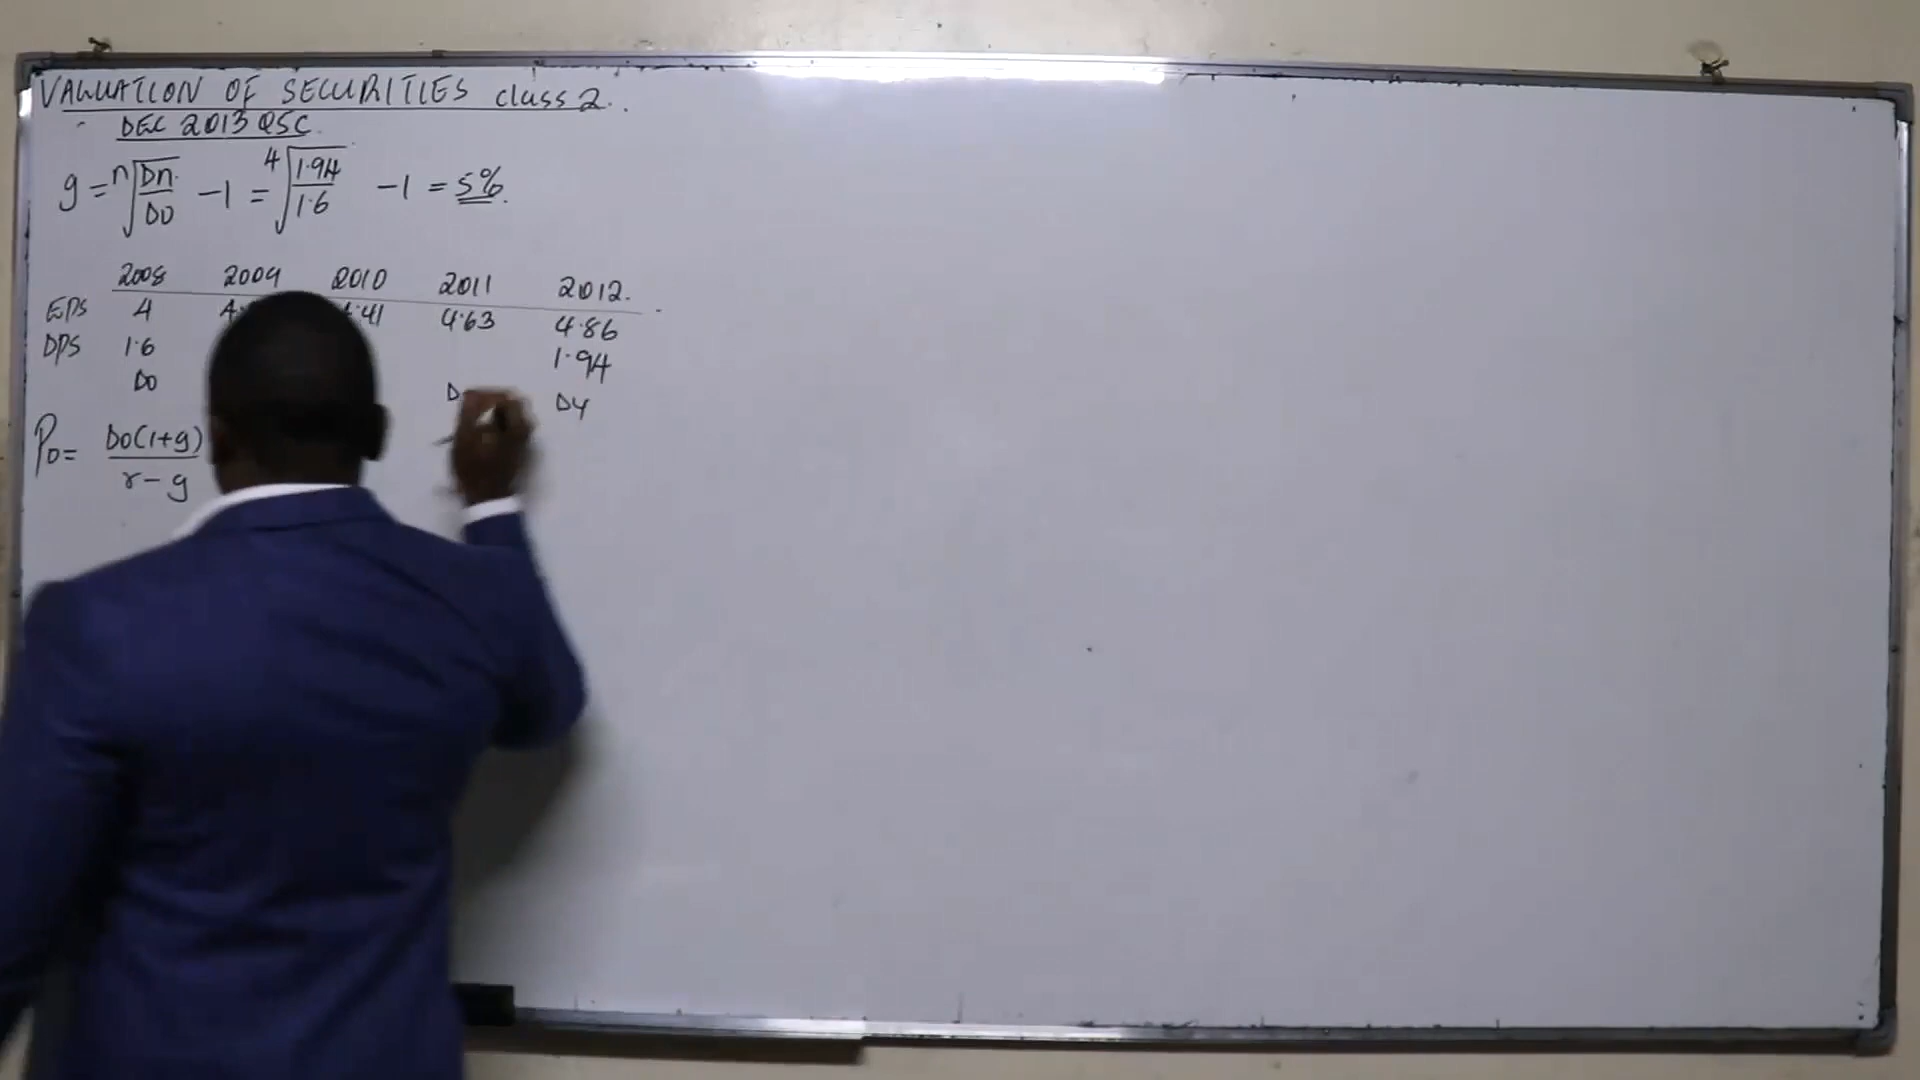 VALUATION OF SECURITIES class 2.
DEC 2013 Q5C.
g = n√(Dn/D0) - 1 = 4√(1.94/1.6) - 1 = 5%.
2008 2009 2010 2011 2012.
EPS 4 4.63 4.86
DPS 1.6 1.94
D0 D4
P0 = D0(1+g)
r - g